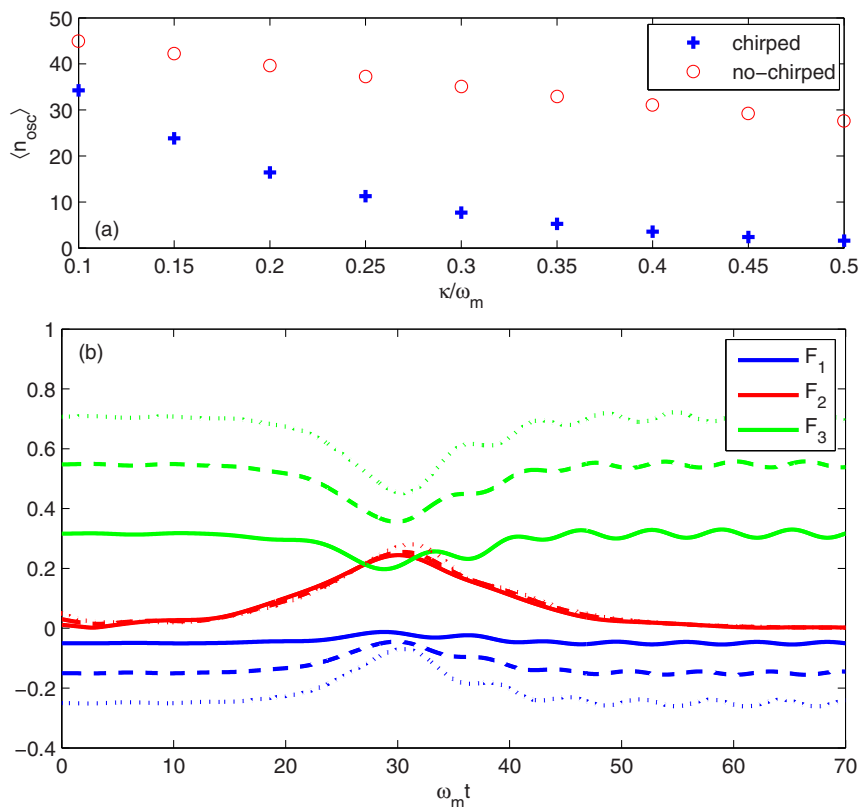 50
40
30
20
10
0
⟨n_osc⟩
chirped
no-chirped
(a)
0.1 0.15 0.2 0.25 0.3 0.35 0.4 0.45 0.5
κ/ω_m
(b)
1
0.8
0.6
0.4
0.2
0
−0.2
−0.4
F_1
F_2
F_3
0 10 20 30 40 50 60 70
ω_m t